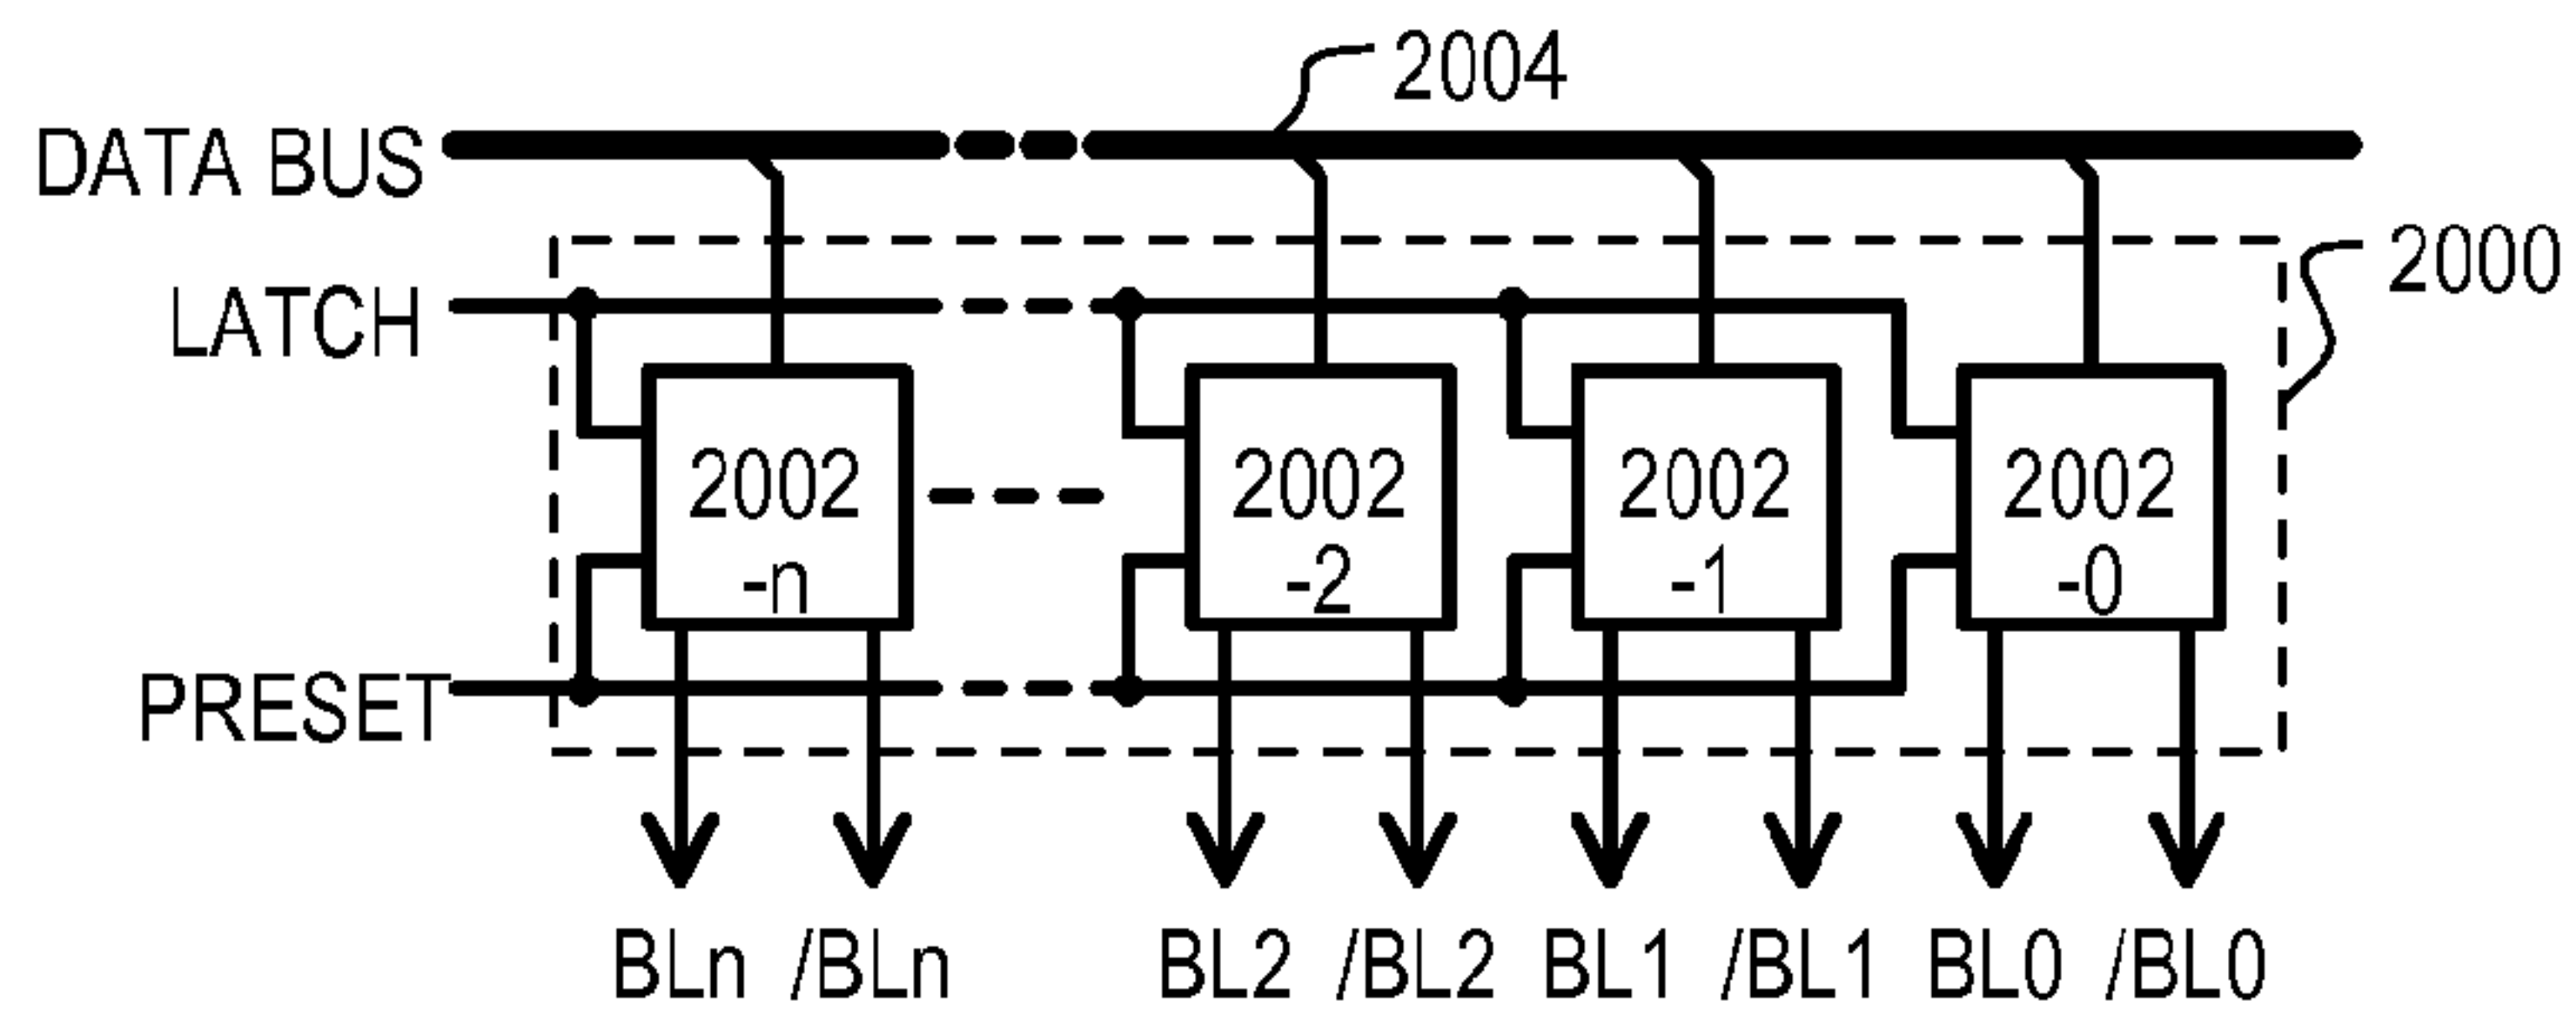 2004
DATA BUS
2000
LATCH
2002 2002 2002 2002
-n -2 -1 -0
PRESET
BLn /BLn BL2 /BL2 BL1 /BL1 BL0 /BL0